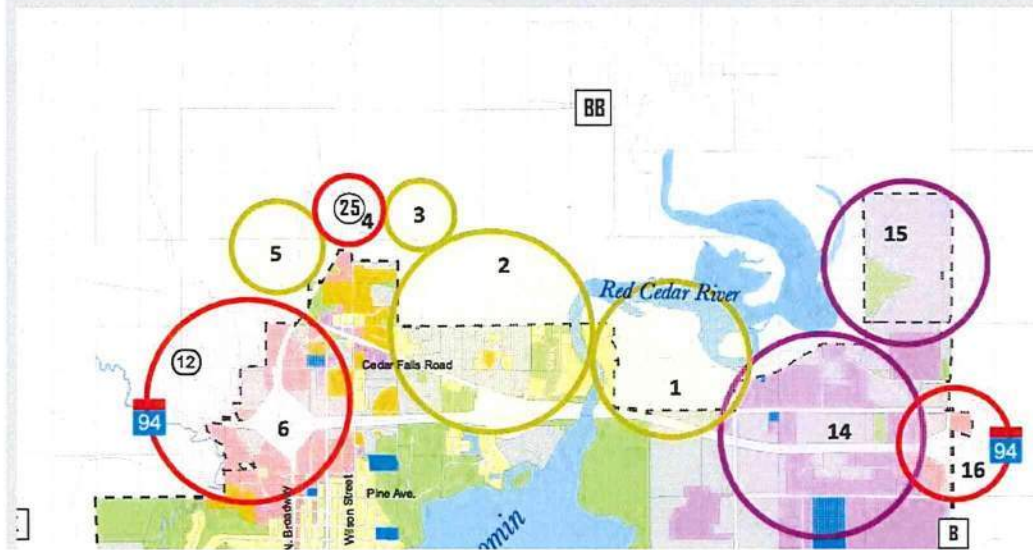 BB
25
4
3
5
2
15
Red Cedar River
12
Cedar Falls Road
1
94
6
14
94
16
N. Broadway
Wilson Street
Pine Ave.
omin
B